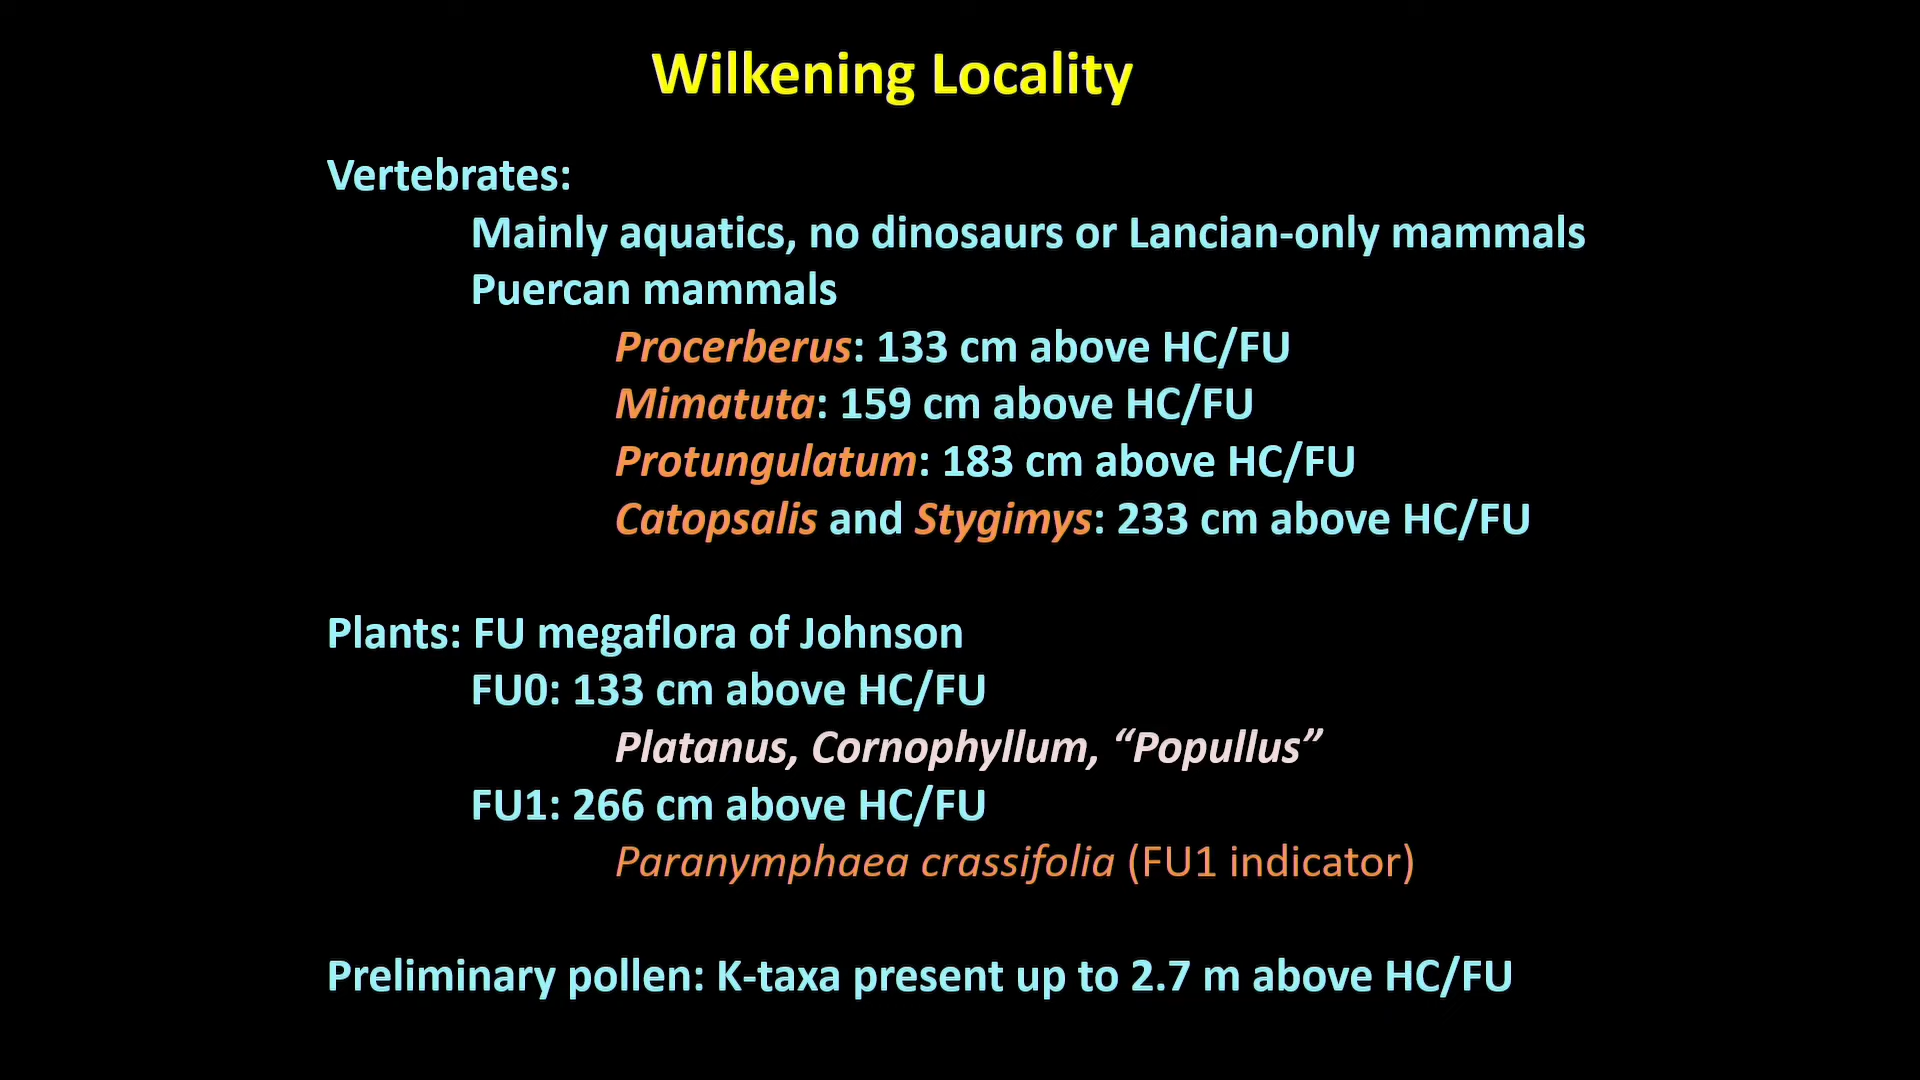 Wilkening Locality
Vertebrates:
Mainly aquatics, no dinosaurs or Lancian-only mammals
Puercan mammals
Procerberus: 133 cm above HC/FU
Mimatuta: 159 cm above HC/FU
Protungulatum: 183 cm above HC/FU
Catopsalis and Stygimys: 233 cm above HC/FU
Plants: FU megaflora of Johnson
FU0: 133 cm above HC/FU
Platanus, Cornophyllum, “Popullus”
FU1: 266 cm above HC/FU
Paranymphaea crassifolia (FU1 indicator)
Preliminary pollen: K-taxa present up to 2.7 m above HC/FU